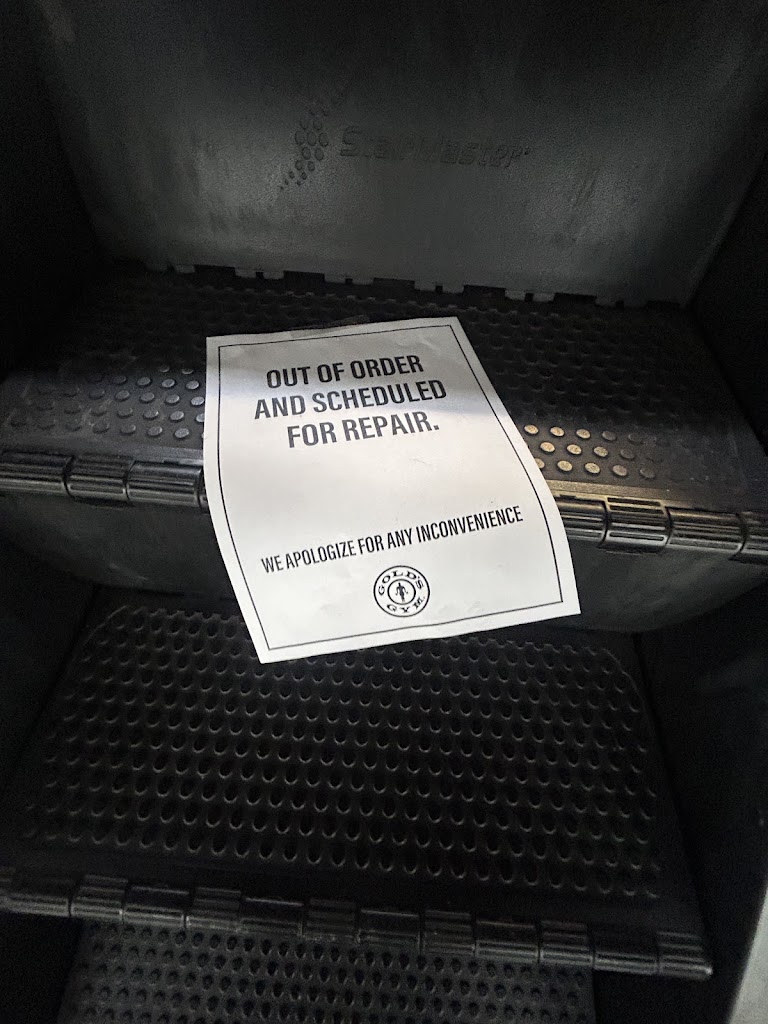 StairMaster
OUT OF ORDER
AND SCHEDULED
FOR REPAIR.
WE APOLOGIZE FOR ANY INCONVENIENCE
GOLD'S
GYM